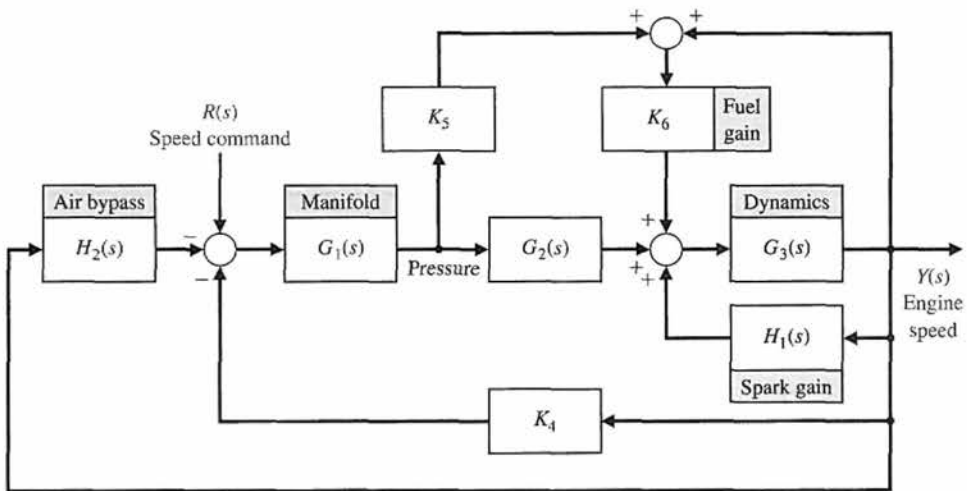 +
+
K5
K6
Fuel
gain
R(s)
Speed command
Air bypass
H2(s)
−
−
Manifold
G1(s)
Pressure
G2(s)
+
+
+
Dynamics
G3(s)
Y(s)
Engine
speed
H1(s)
Spark gain
K4